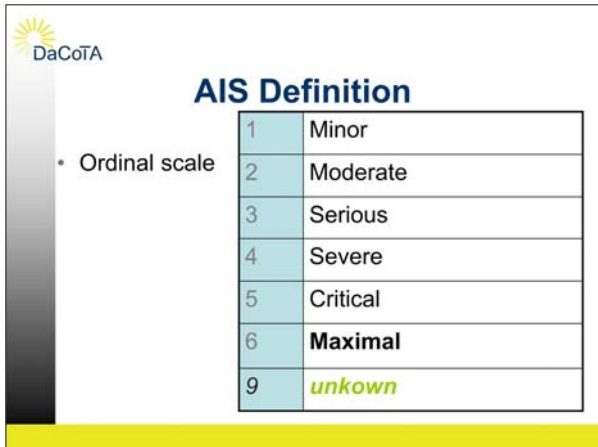 DaCoTA
AIS Definition
• Ordinal scale
1 Minor
2 Moderate
3 Serious
4 Severe
5 Critical
6 Maximal
9 unkown